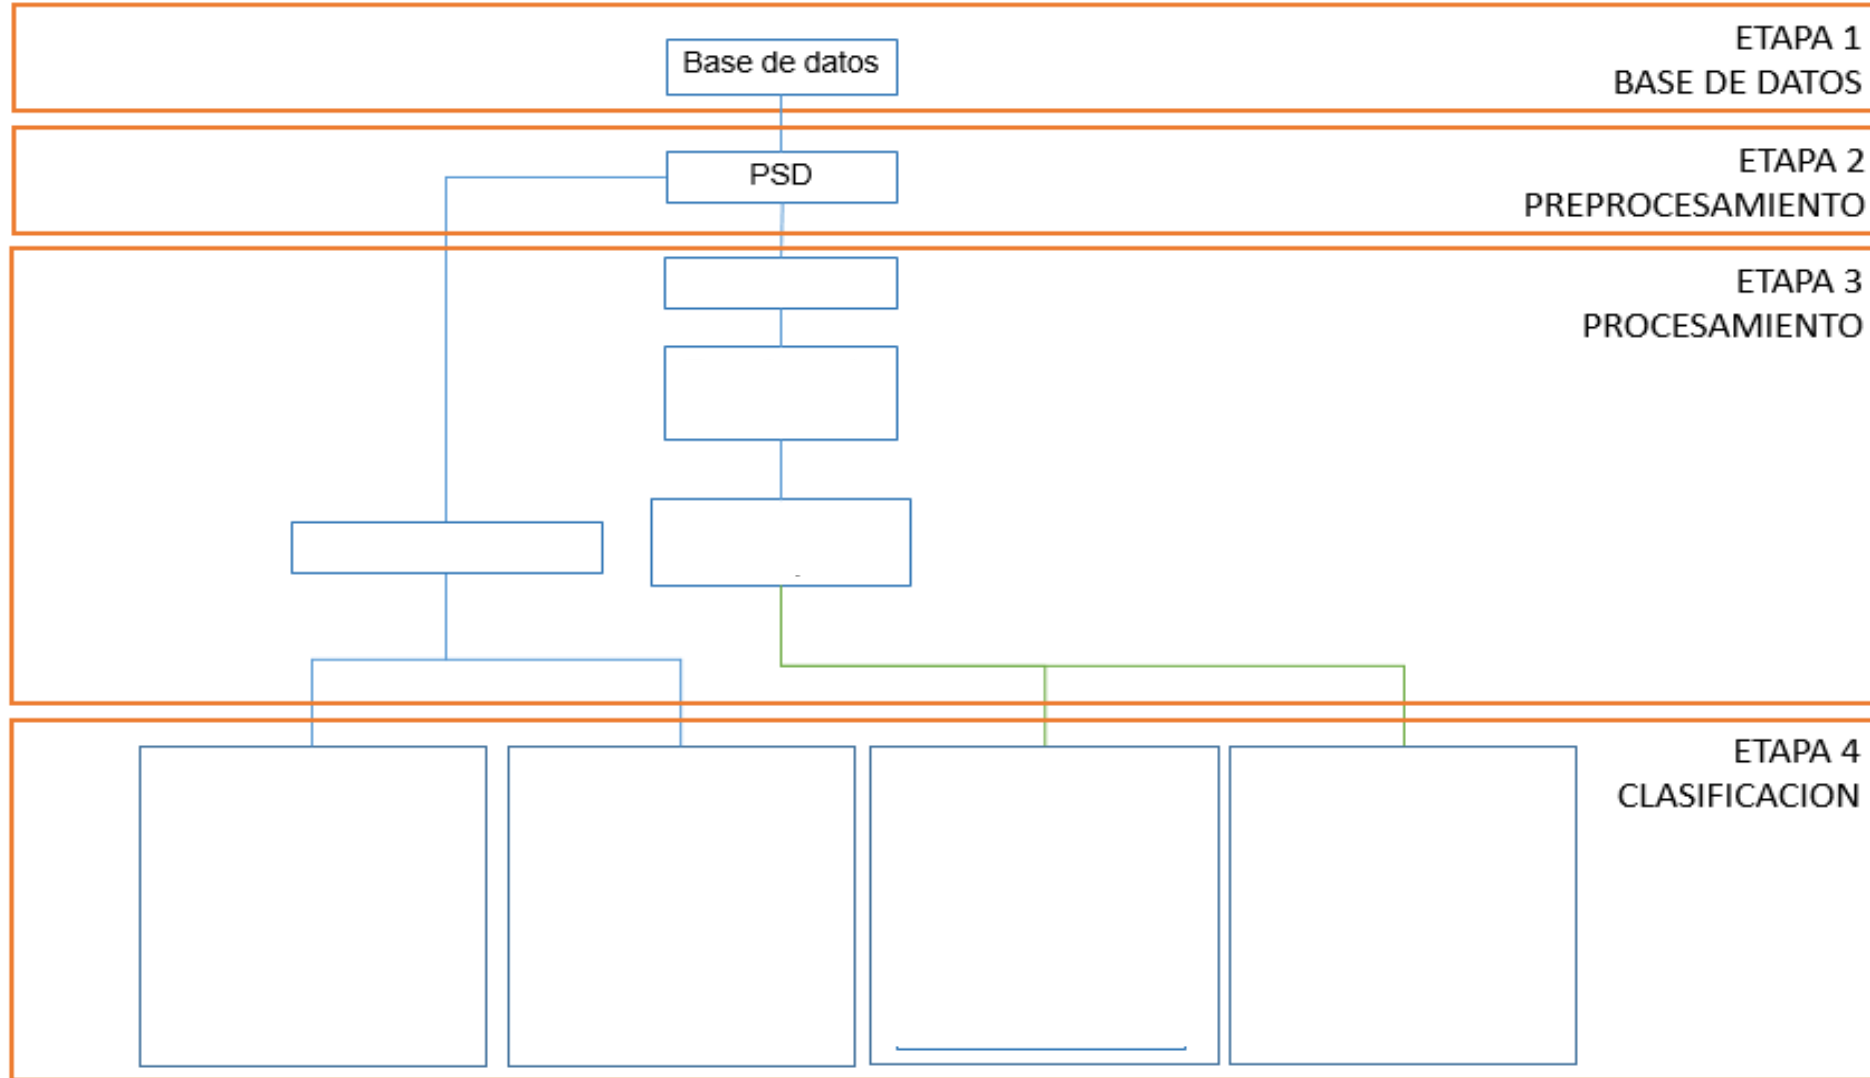 ETAPA 1
BASE DE DATOS
Base de datos
ETAPA 2
PREPROCESAMIENTO
PSD
ETAPA 3
PROCESAMIENTO
ETAPA 4
CLASIFICACION